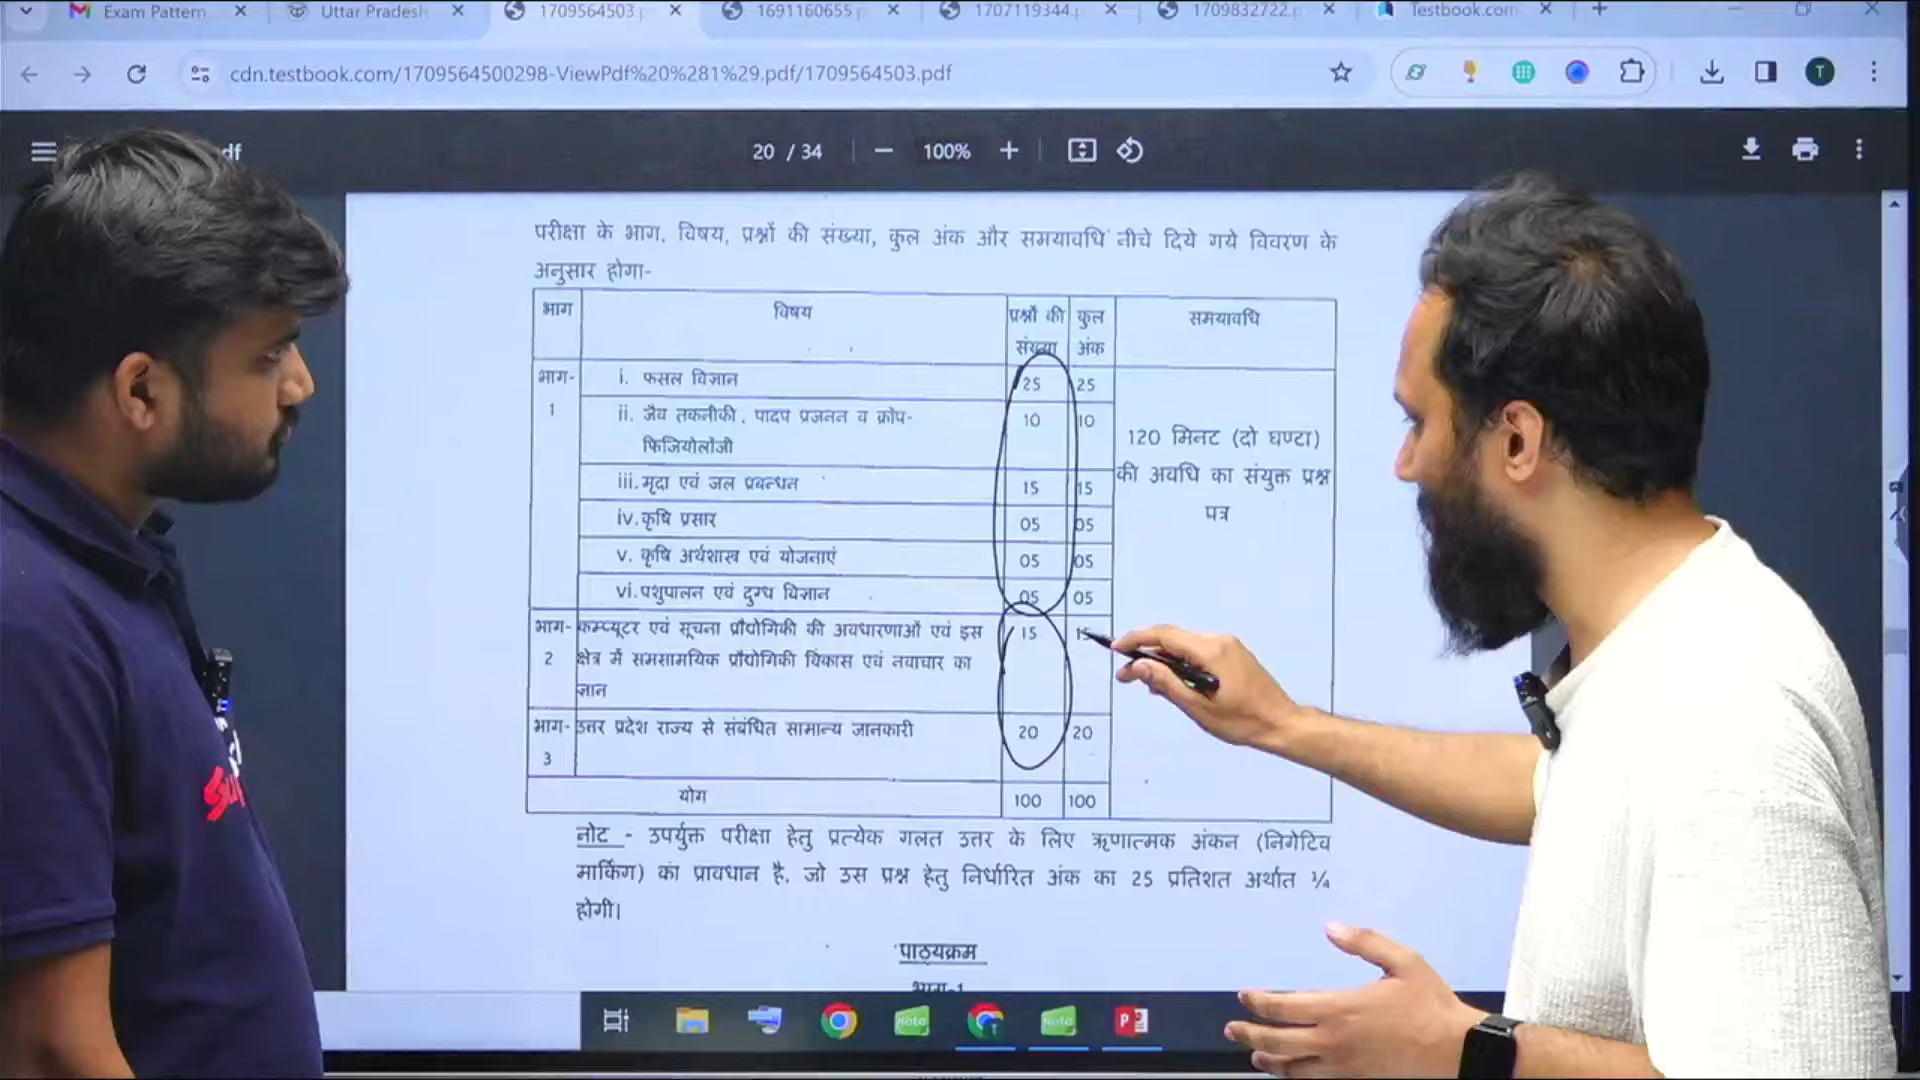 Exam Pattern
Uttar Pradesh
1709564503.p
1691160655.p
1707119344.p
1709832722.p
Testbook.com
cdn.testbook.com/1709564500298-ViewPdf%20%281%29.pdf/1709564503.pdf
T
df
20 / 34
100%
परीक्षा के भाग, विषय, प्रश्नों की संख्या, कुल अंक और समयावधि नीचे दिये गये विवरण के
अनुसार होगा-
भाग विषय प्रश्नों की संख्या कुल अंक समयावधि
भाग-1 i. फसल विज्ञान 25 25
ii. जैव तकनीकी, पादप प्रजनन व क्रोप- 10 10
फिजियोलॉजी
iii. मृदा एवं जल प्रबन्धन 15 15
iv. कृषि प्रसार 05 05
v. कृषि अर्थशास्त्र एवं योजनाएं 05 05
vi. पशुपालन एवं दुग्ध विज्ञान 05 05
120 मिनट (दो घण्टा)
की अवधि का संयुक्त प्रश्न
पत्र
भाग- कम्प्यूटर एवं सूचना प्रौद्योगिकी की अवधारणाओं एवं इस 15 15
2 क्षेत्र में समसामयिक प्रौद्योगिकी विकास एवं नवाचार का
ज्ञान
भाग- उत्तर प्रदेश राज्य से संबंधित सामान्य जानकारी 20 20
3
योग 100 100
नोट - उपर्युक्त परीक्षा हेतु प्रत्येक गलत उत्तर के लिए ऋणात्मक अंकन (निगेटिव
मार्किंग) का प्रावधान है, जो उस प्रश्न हेतु निर्धारित अंक का 25 प्रतिशत अर्थात 1/4
होगी।
पाठ्यक्रम
भाग-1
Note
Note